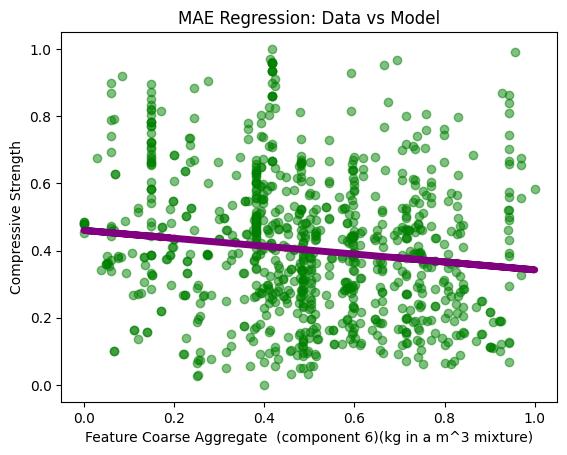 MAE Regression: Data vs Model
Compressive Strength
1.0
0.8
0.6
0.4
0.2
0.0
0.0 0.2 0.4 0.6 0.8 1.0
Feature Coarse Aggregate  (component 6)(kg in a m^3 mixture)